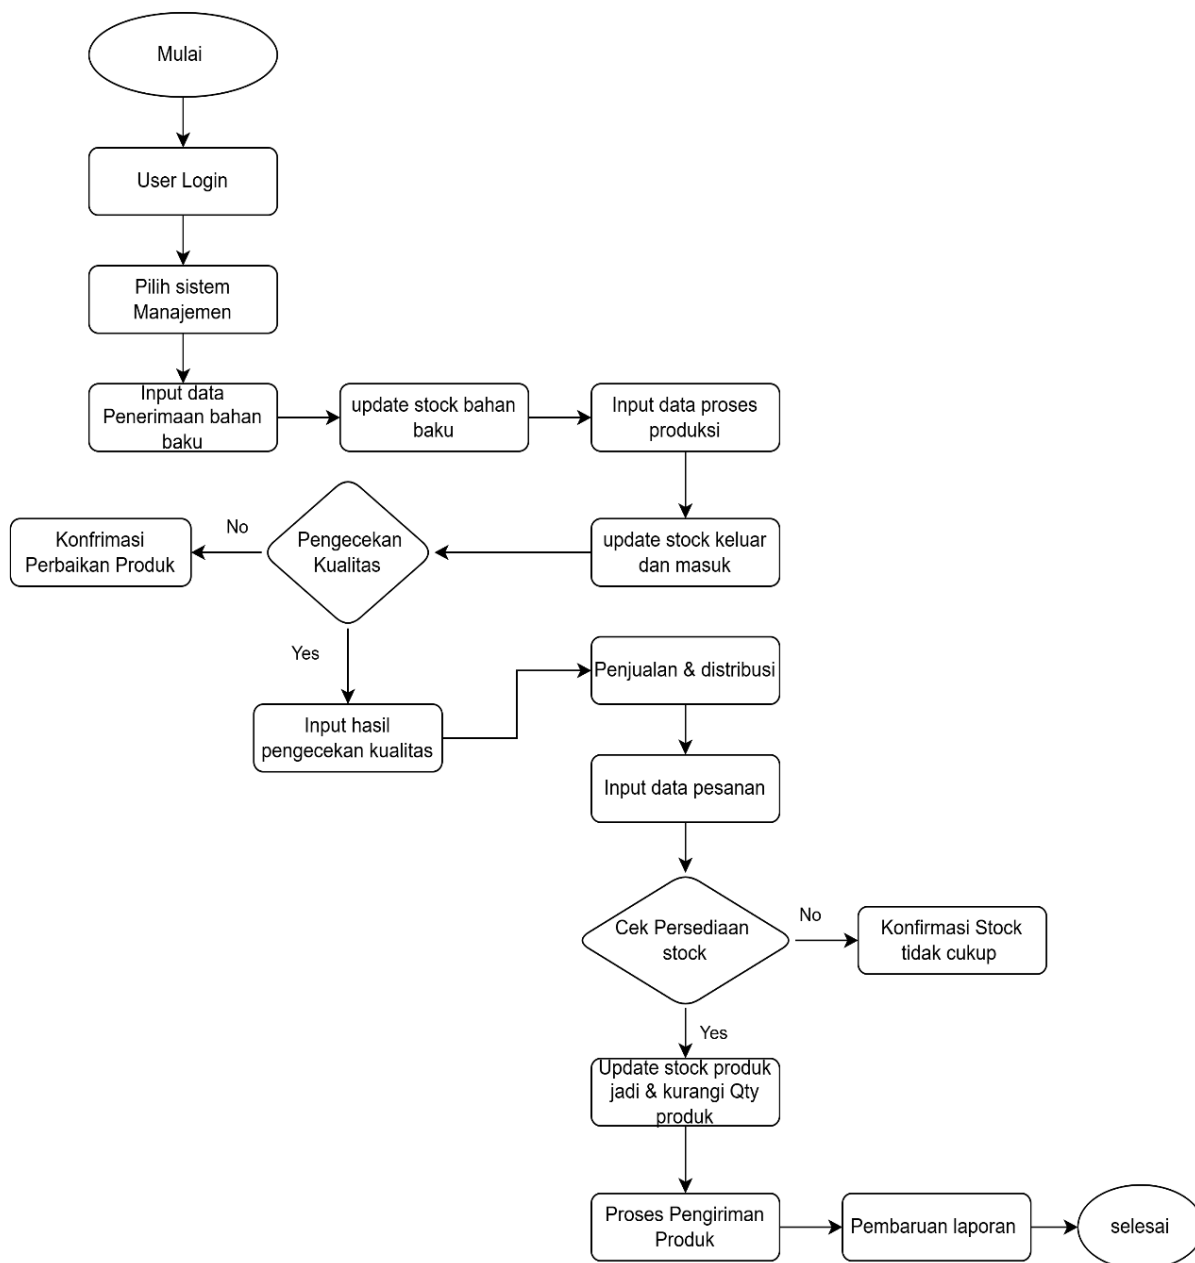 Mulai
User Login
Pilih sistem
Manajemen
Input data
Penerimaan bahan
baku
update stock bahan
baku
Input data proses
produksi
Konfrimasi
Perbaikan Produk
No
Pengecekan
Kualitas
update stock keluar
dan masuk
Yes
Input hasil
pengecekan kualitas
Penjualan & distribusi
Input data pesanan
Cek Persediaan
stock
No
Konfirmasi Stock
tidak cukup
Yes
Update stock produk
jadi & kurangi Qty
produk
Proses Pengiriman
Produk
Pembaruan laporan
selesai